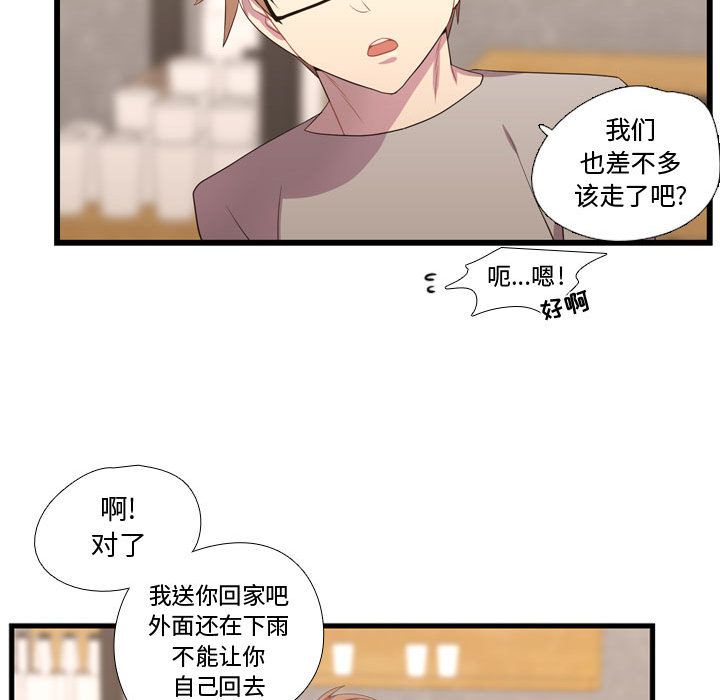 我们
也差不多
该走了吧?
呃…嗯!
好啊
啊!
对了
我送你回家吧
外面还在下雨
不能让你
自己回去